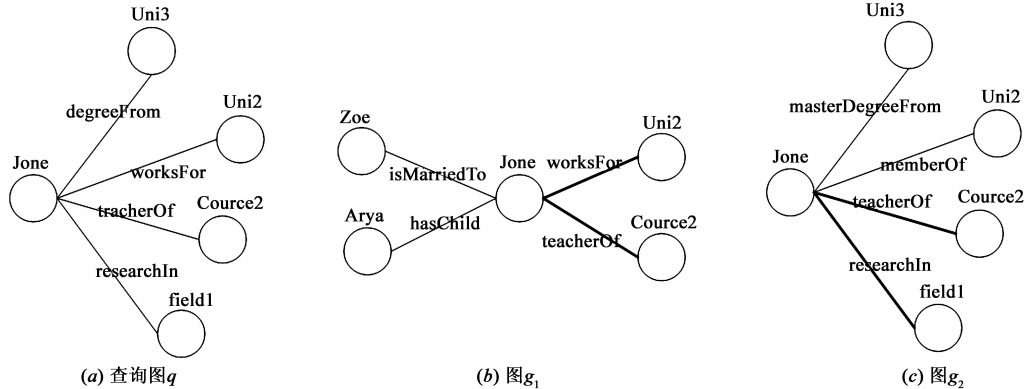 Uni3
degreeFrom
Uni2
Jone
worksFor
tracherOf
Cource2
researchIn
field1
(a) 查询图q
Zoe
Uni2
isMarriedTo
Jone
worksFor
Arya
hasChild
teacherOf
Cource2
(b) 图g1
Uni3
masterDegreeFrom
Uni2
Jone
memberOf
teacherOf
Cource2
researchIn
field1
(c) 图g2